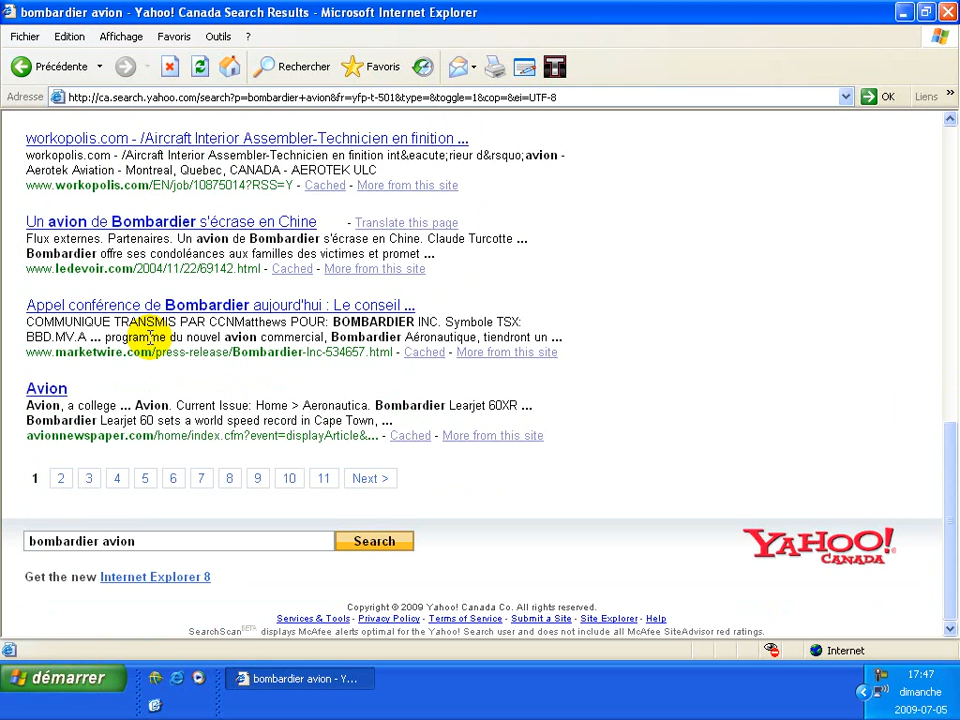 bombardier avion - Yahoo! Canada Search Results - Microsoft Internet Explorer
Fichier Edition Affichage Favoris Outils ?
Précédente Rechercher Favoris
Adresse http://ca.search.yahoo.com/search?p=bombardier+avion&fr=yfp-t-501&type=&toggle=1&cop=&ei=UTF-8 OK Liens »
workopolis.com - /Aircraft Interior Assembler-Technicien en finition ...
workopolis.com - /Aircraft Interior Assembler-Technicien en finition int&eacute;rieur d&rsquo;avion -
Aerotek Aviation - Montreal, Quebec, CANADA - AEROTEK ULC
www.workopolis.com/EN/job/10875014?RSS=Y - Cached - More from this site
Un avion de Bombardier s'écrase en Chine - Translate this page
Flux externes. Partenaires. Un avion de Bombardier s'écrase en Chine. Claude Turcotte ...
Bombardier offre ses condoléances aux familles des victimes et promet ...
www.ledevoir.com/2004/11/22/69142.html - Cached - More from this site
Appel conférence de Bombardier aujourd'hui : Le conseil ...
COMMUNIQUE TRANSMIS PAR CCNMatthews POUR: BOMBARDIER INC. Symbole TSX:
BBD.MV.A ... programme du nouvel avion commercial, Bombardier Aéronautique, tiendront un ...
www.marketwire.com/press-release/Bombardier-Inc-534657.html - Cached - More from this site
Avion
Avion, a college ... Avion. Current Issue: Home > Aeronautica. Bombardier Learjet 60XR ...
Bombardier Learjet 60 sets a world speed record in Cape Town, ...
avionnewspaper.com/home/index.cfm?event=displayArticle&... - Cached - More from this site
1 2 3 4 5 6 7 8 9 10 11 Next >
bombardier avion Search
YAHOO! CANADA
Get the new Internet Explorer 8
Copyright © 2009 Yahoo! Canada Co. All rights reserved.
Services & Tools - Privacy Policy - Terms of Service - Submit a Site - Site Explorer - Help
SearchScan BETA displays McAfee alerts optimal for the Yahoo! Search user and does not include all McAfee SiteAdvisor red ratings.
Internet
démarrer
bombardier avion - Y...
17:47
dimanche
2009-07-05